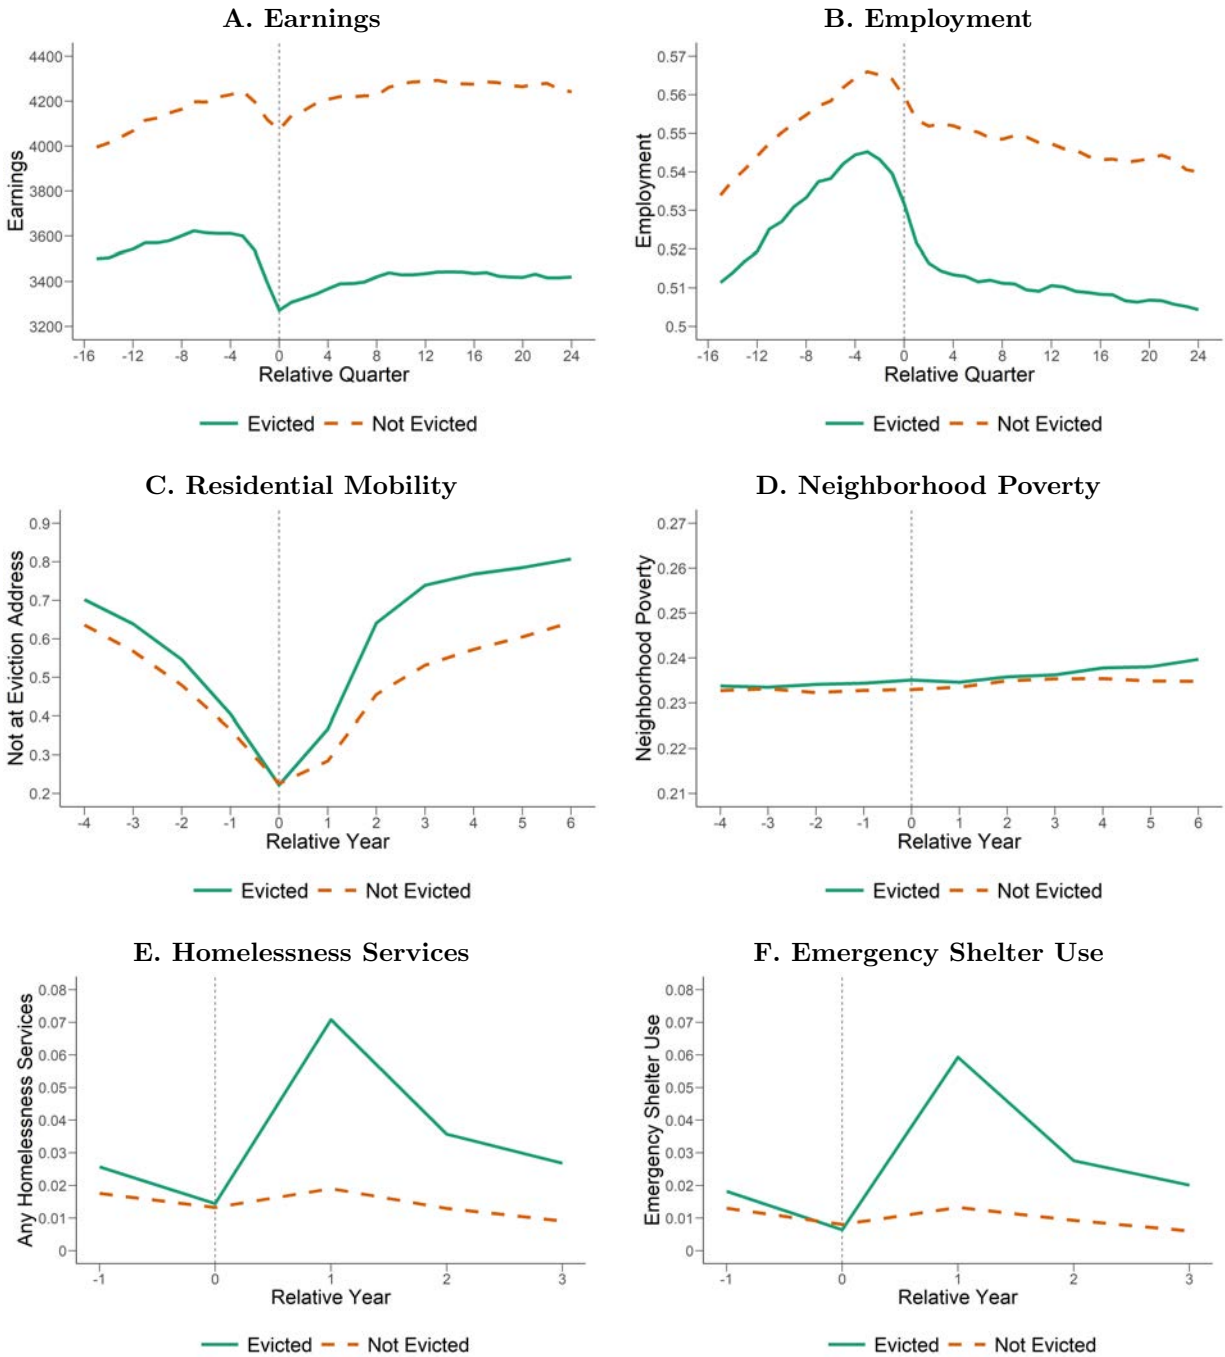 A. Earnings
Earnings
4400
4200
4000
3800
3600
3400
3200
-16 -12 -8 -4 0 4 8 12 16 20 24
Relative Quarter
Evicted Not Evicted
B. Employment
Employment
0.57
0.56
0.55
0.54
0.53
0.52
0.51
0.5
-16 -12 -8 -4 0 4 8 12 16 20 24
Relative Quarter
Evicted Not Evicted
C. Residential Mobility
Not at Eviction Address
0.9
0.8
0.7
0.6
0.5
0.4
0.3
0.2
-4 -3 -2 -1 0 1 2 3 4 5 6
Relative Year
Evicted Not Evicted
D. Neighborhood Poverty
Neighborhood Poverty
0.27
0.26
0.25
0.24
0.23
0.22
0.21
-4 -3 -2 -1 0 1 2 3 4 5 6
Relative Year
Evicted Not Evicted
E. Homelessness Services
Any Homelessness Services
0.08
0.07
0.06
0.05
0.04
0.03
0.02
0.01
0
-1 0 1 2 3
Relative Year
Evicted Not Evicted
F. Emergency Shelter Use
Emergency Shelter Use
0.08
0.07
0.06
0.05
0.04
0.03
0.02
0.01
0
-1 0 1 2 3
Relative Year
Evicted Not Evicted